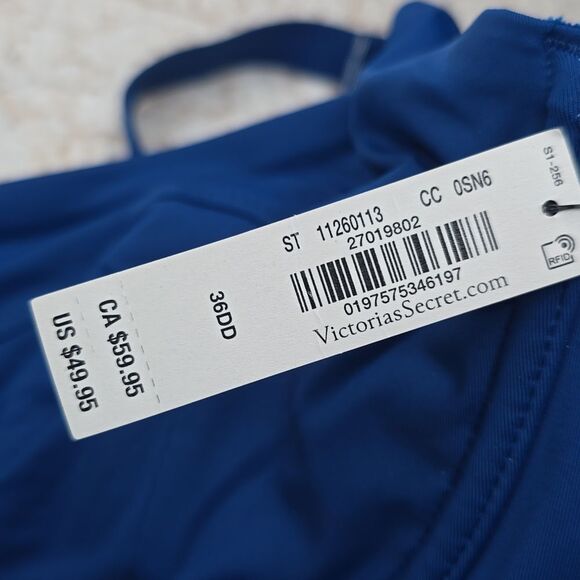 S1-256
RFID
ST 11260113 CC 0SN6
27019802
0197575346197
VictoriasSecret.com
36DD
CA $59.95
US $49.95